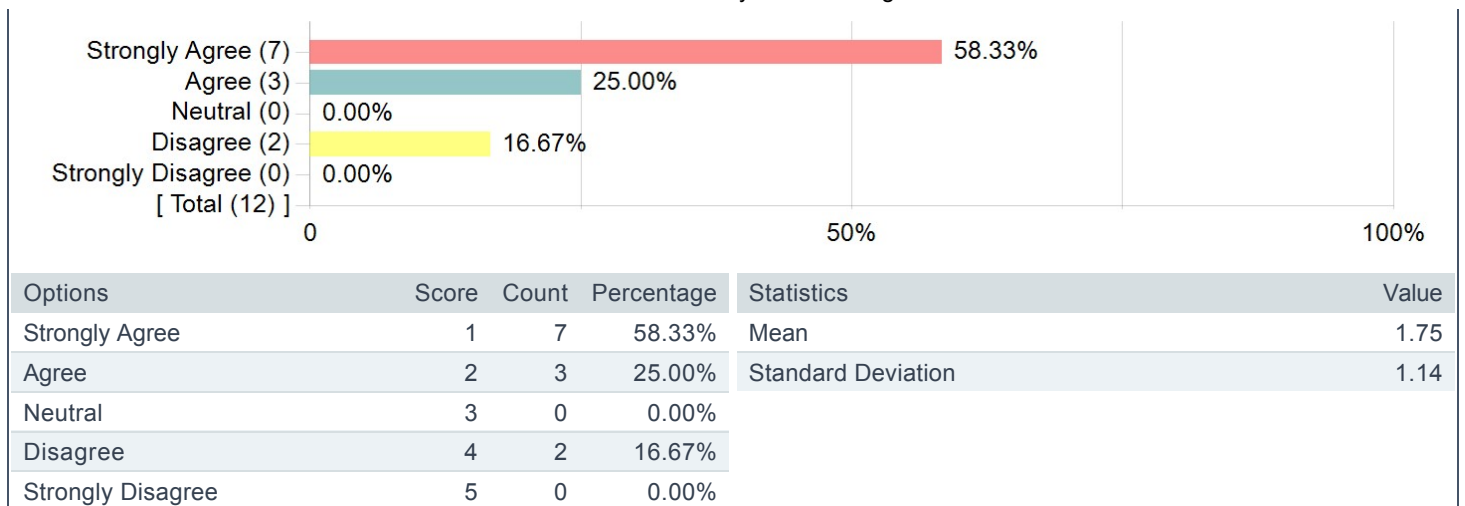 Strongly Agree (7) 58.33%
Agree (3) 25.00%
Neutral (0) 0.00%
Disagree (2) 16.67%
Strongly Disagree (0) 0.00%
[ Total (12) ]
0 50% 100%
Options Score Count Percentage Statistics Value
Strongly Agree 1 7 58.33% Mean 1.75
Agree 2 3 25.00% Standard Deviation 1.14
Neutral 3 0 0.00%
Disagree 4 2 16.67%
Strongly Disagree 5 0 0.00%